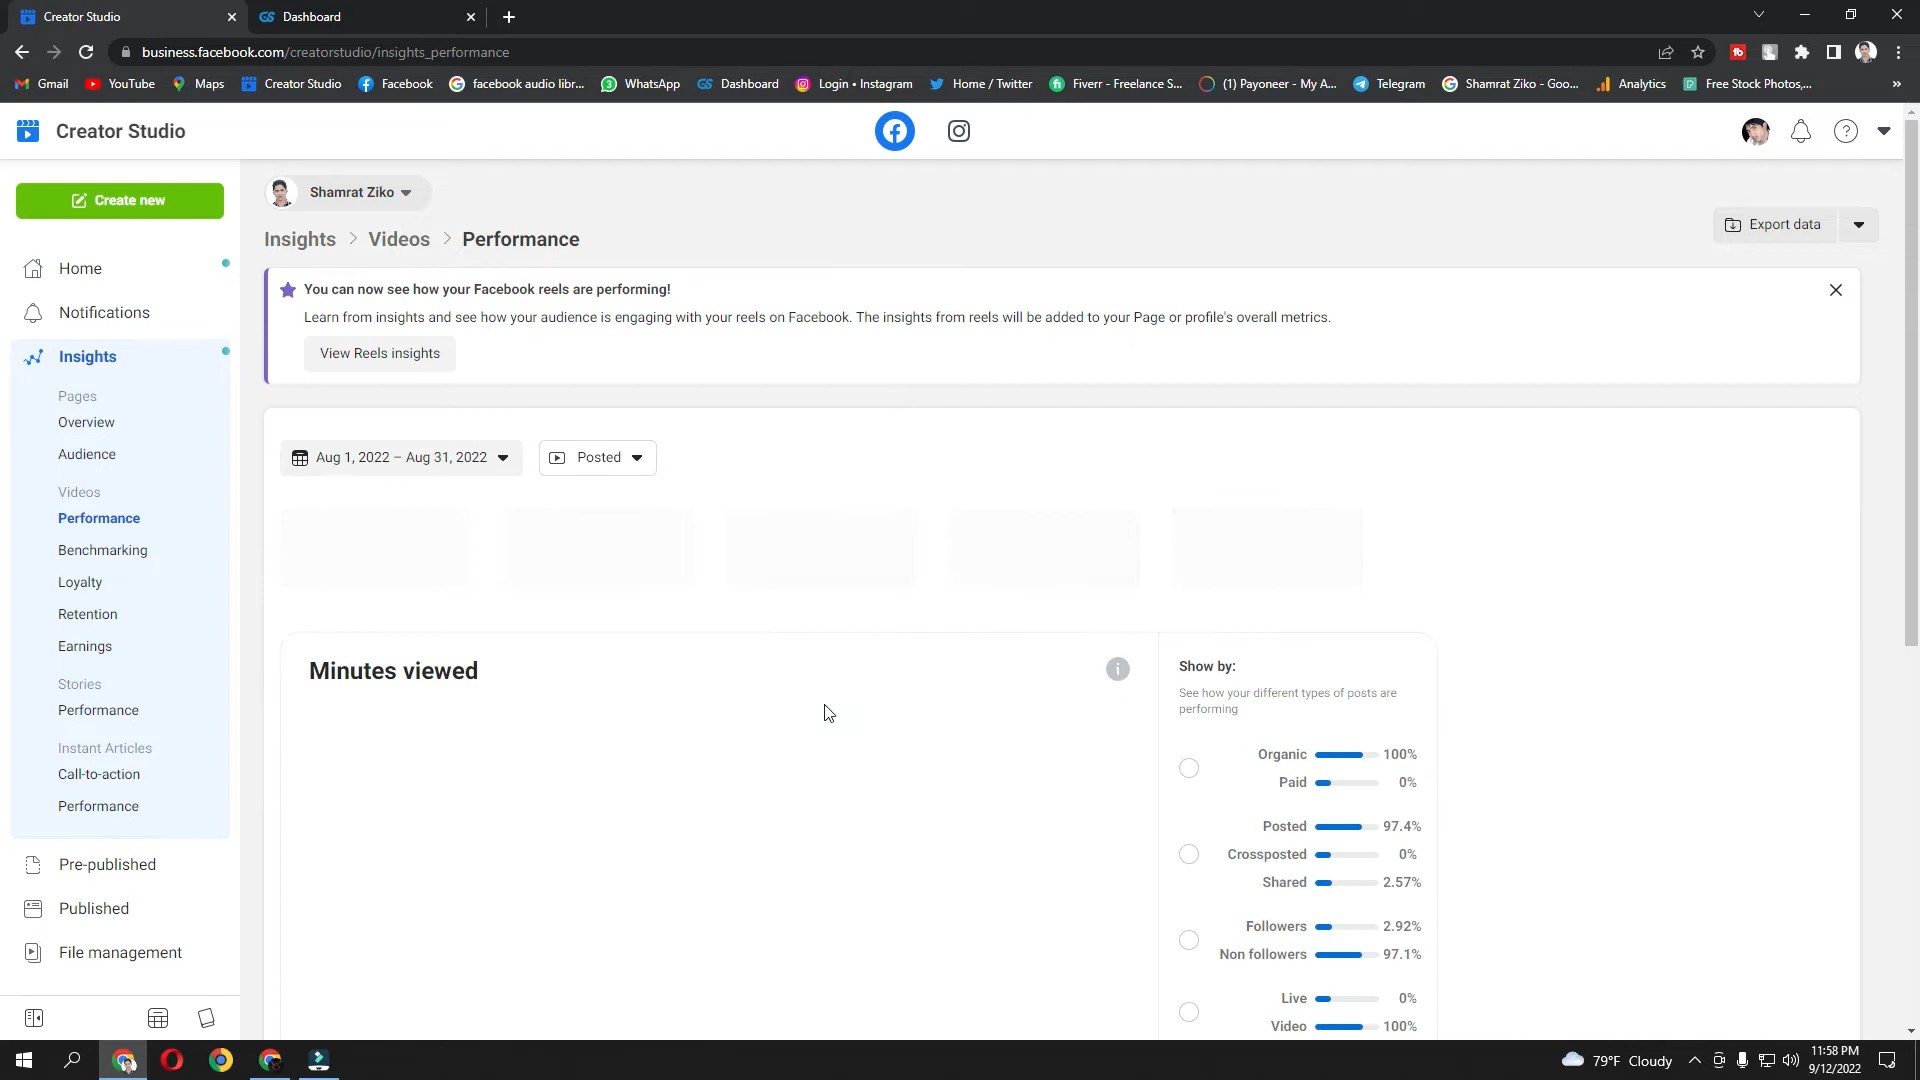 Creator Studio
Dashboard
business.facebook.com/creatorstudio/insights_performance
Gmail
YouTube
Maps
Creator Studio
Facebook
facebook audio libr...
WhatsApp
Dashboard
Login • Instagram
Home / Twitter
Fiverr - Freelance S...
(1) Payoneer - My A...
Telegram
Shamrat Ziko - Goo...
Analytics
Free Stock Photos,...
»
Creator Studio
Create new
Home
Notifications
Insights
Pages
Overview
Audience
Videos
Performance
Benchmarking
Loyalty
Retention
Earnings
Stories
Performance
Instant Articles
Call-to-action
Performance
Pre-published
Published
File management
Shamrat Ziko
Insights > Videos > Performance
Export data
You can now see how your Facebook reels are performing!
Learn from insights and see how your audience is engaging with your reels on Facebook. The insights from reels will be added to your Page or profile's overall metrics.
View Reels insights
Aug 1, 2022 – Aug 31, 2022
Posted
Minutes viewed
Show by:
See how your different types of posts are
performing
Organic 100%
Paid 0%
Posted 97.4%
Crossposted 0%
Shared 2.57%
Followers 2.92%
Non followers 97.1%
Live 0%
Video 100%
79°F Cloudy
11:58 PM
9/12/2022